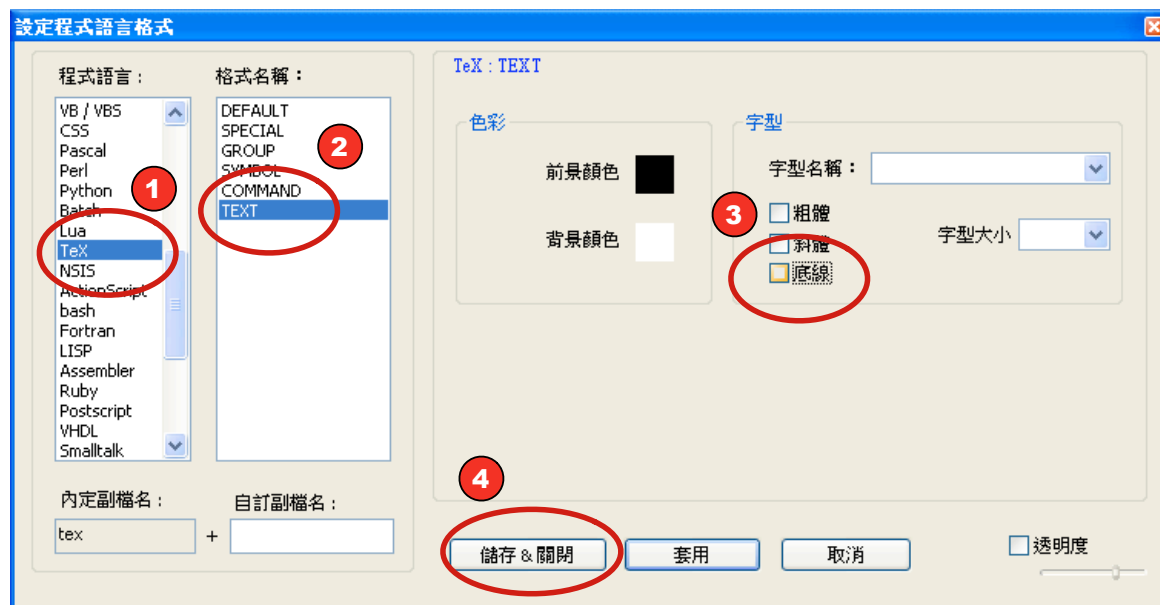 設定程式語言格式
程式語言：
VB / VBS
CSS
Pascal
Perl
Python
Batch
Lua
TeX
NSIS
ActionScript
bash
Fortran
LISP
Assembler
Ruby
Postscript
VHDL
Smalltalk
1
格式名稱：
DEFAULT
SPECIAL
GROUP
SYMBOL
COMMAND
TEXT
2
內定副檔名：
tex
+
自訂副檔名：
TeX : TEXT
色彩
前景顏色
背景顏色
字型
字型名稱：
3
粗體
斜體
底線
字型大小
4
儲存 & 關閉
套用
取消
透明度